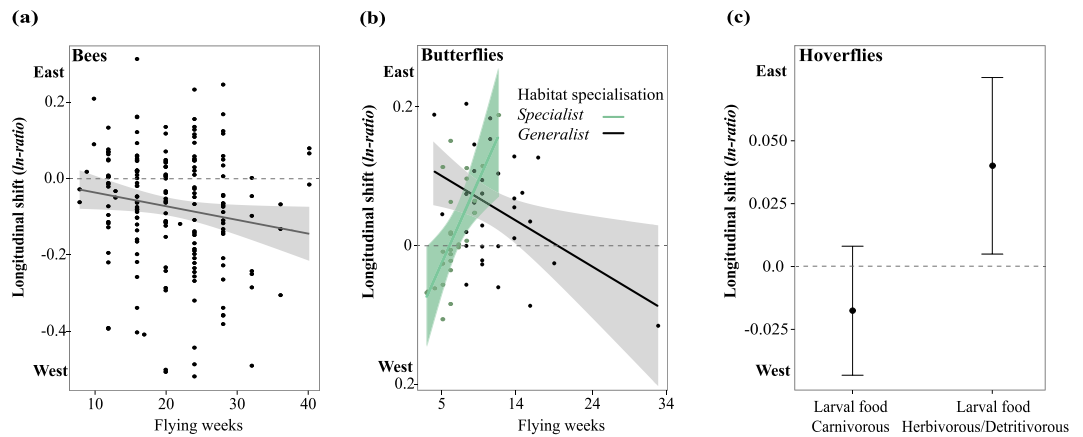 (a)
Bees
East
0.2
0.0
-0.2
-0.4
West
Longitudinal shift (ln-ratio)
10 20 30 40
Flying weeks
(b)
Butterflies
East
Habitat specialisation
Specialist
Generalist
0.2
0
West
0.2
Longitudinal shift (ln-ratio)
5 14 24 34
Flying weeks
(c)
Hoverflies
East
0.050
0.025
0.0
-0.025
West
Longitudinal shift (ln-ratio)
Larval food Larval food
Carnivorous Herbivorous/Detritivorous